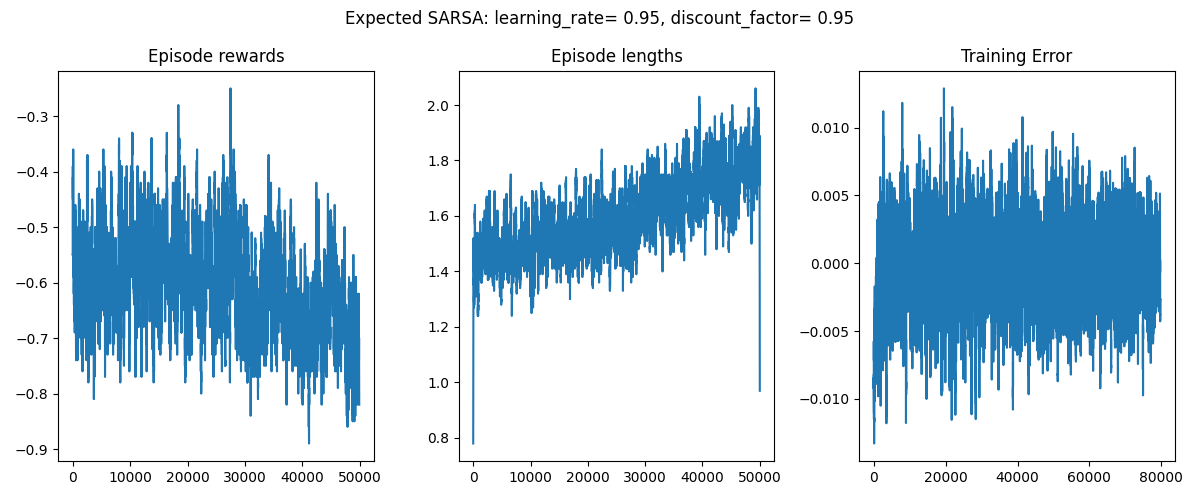 Expected SARSA: learning_rate= 0.95, discount_factor= 0.95
Episode rewards
−0.3
−0.4
−0.5
−0.6
−0.7
−0.8
−0.9
0 10000 20000 30000 40000 50000
Episode lengths
2.0
1.8
1.6
1.4
1.2
1.0
0.8
0 10000 20000 30000 40000 50000
Training Error
0.010
0.005
0.000
−0.005
−0.010
0 20000 40000 60000 80000